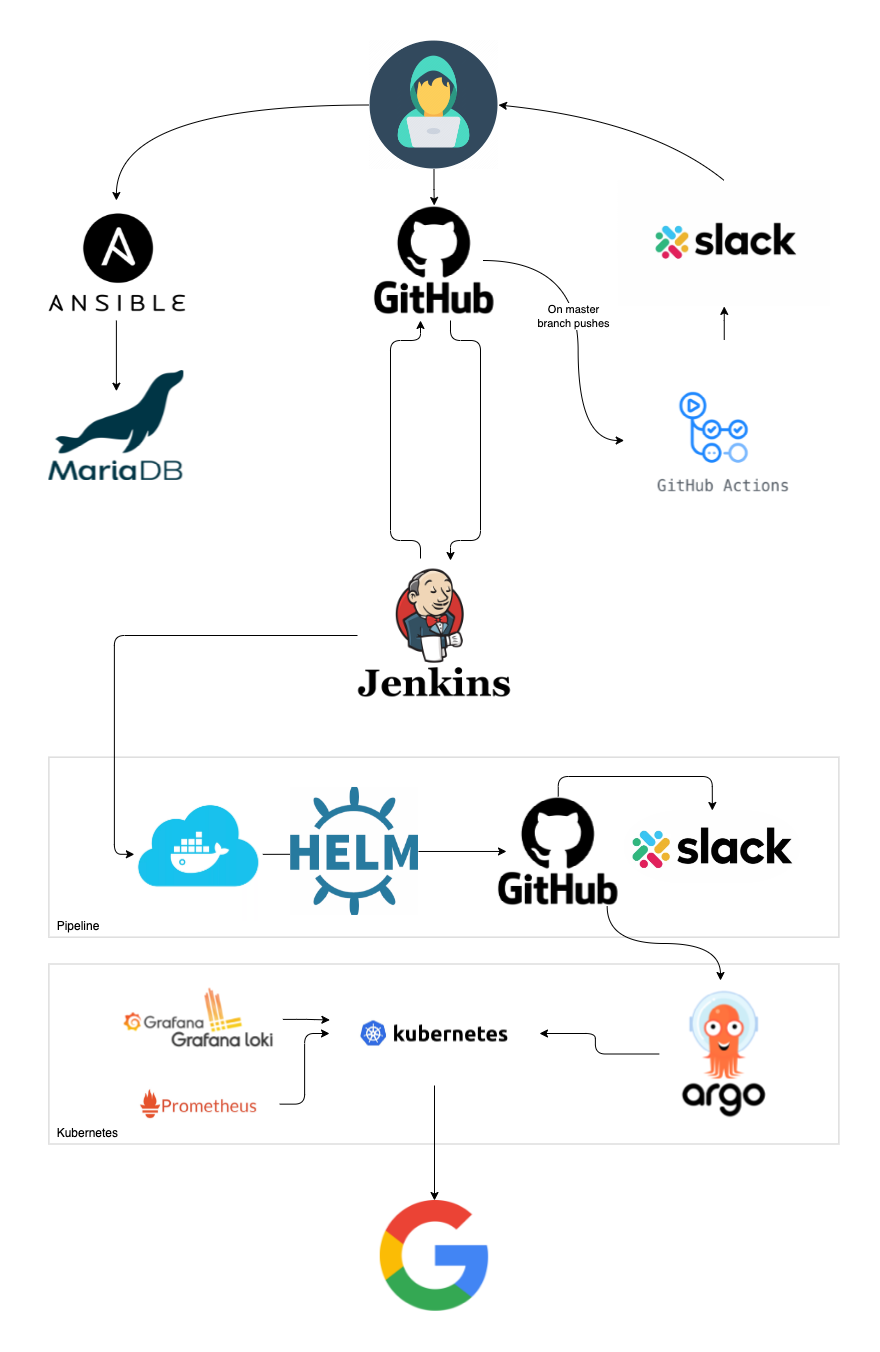 slack
ANSIBLE
GitHub
On master
branch pushes
MariaDB
GitHub Actions
Jenkins
HELM
slack
GitHub
Pipeline
Grafana
Grafana loki
kubernetes
Prometheus
argo
Kubernetes